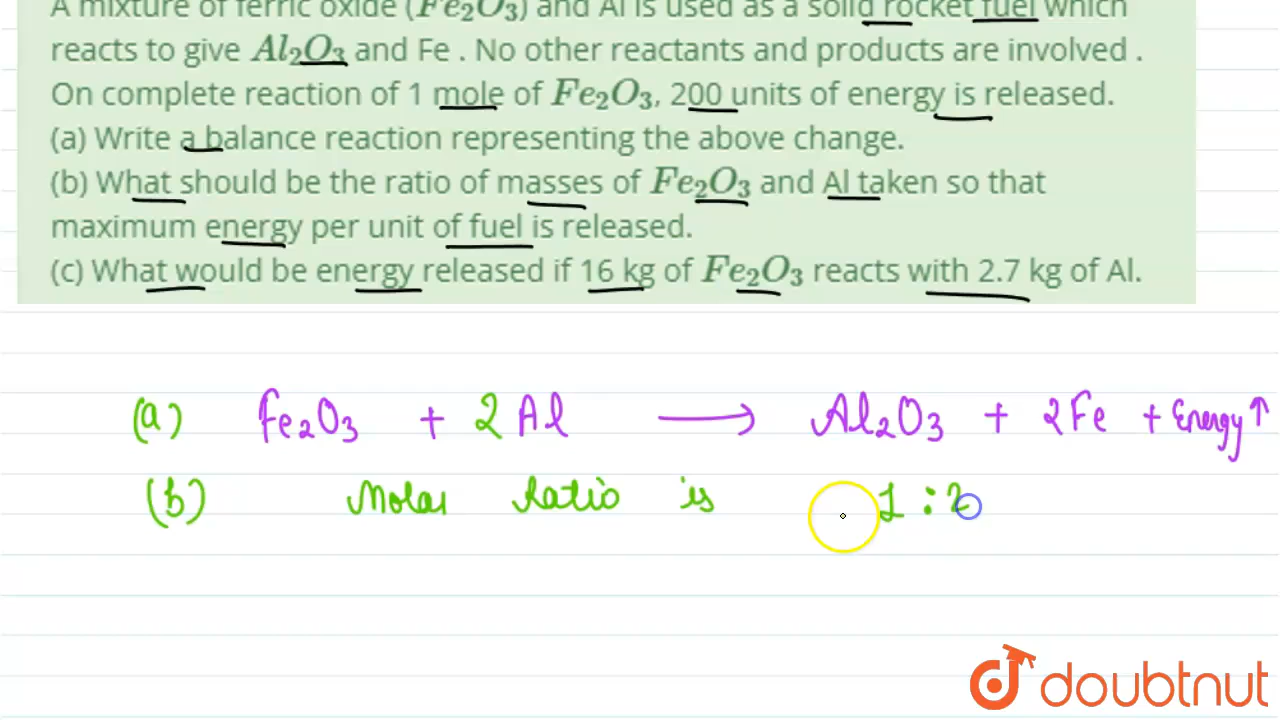 A mixture of ferric oxide (Fe₂O₃) and Al is used as a solid rocket fuel which
reacts to give Al₂O₃ and Fe . No other reactants and products are involved .
On complete reaction of 1 mole of Fe₂O₃, 200 units of energy is released.
(a) Write a balance reaction representing the above change.
(b) What should be the ratio of masses of Fe₂O₃ and Al taken so that
maximum energy per unit of fuel is released.
(c) What would be energy released if 16 kg of Fe₂O₃ reacts with 2.7 kg of Al.
(a) Fe₂O₃ + 2 Al ⟶ Al₂O₃ + 2Fe + Energy ↑
(b) Molar Ratio is 1 : 2
doubtnut